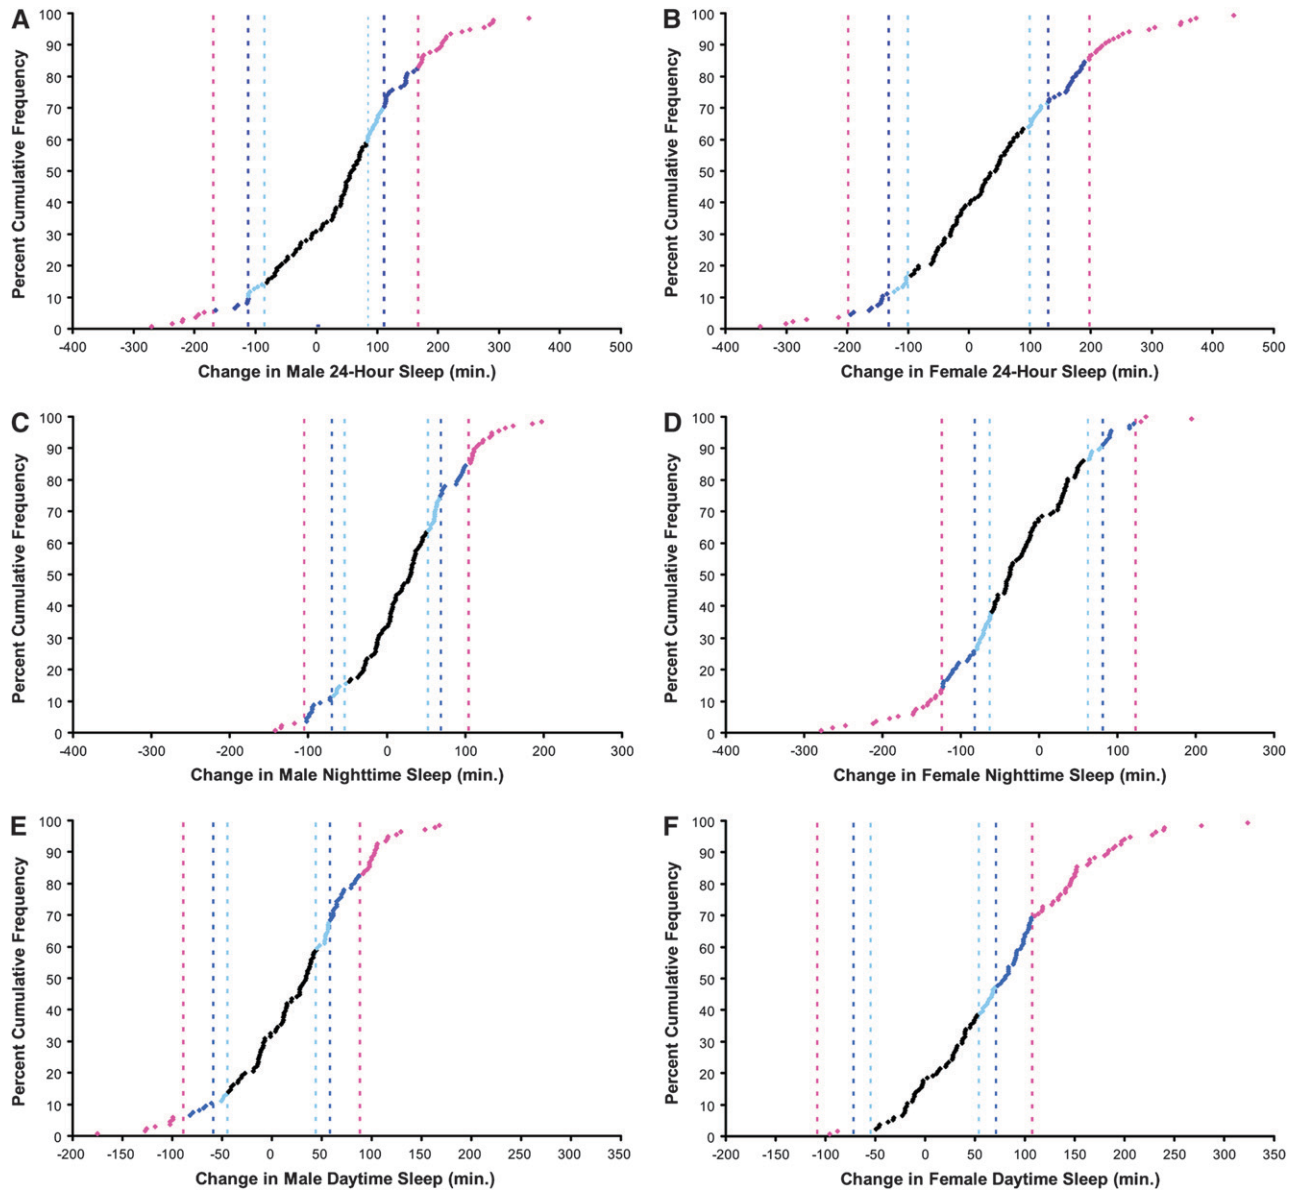 A
Percent Cumulative Frequency
100
90
80
70
60
50
40
30
20
10
0
-400 -300 -200 -100 0 100 200 300 400 500
Change in Male 24-Hour Sleep (min.)
B
Percent Cumulative Frequency
100
90
80
70
60
50
40
30
20
10
0
-400 -300 -200 -100 0 100 200 300 400 500
Change in Female 24-Hour Sleep (min.)
C
Percent Cumulative Frequency
100
90
80
70
60
50
40
30
20
10
0
-400 -300 -200 -100 0 100 200 300
Change in Male Nighttime Sleep (min.)
D
Percent Cumulative Frequency
100
90
80
70
60
50
40
30
20
10
0
-400 -300 -200 -100 0 100 200 300
Change in Female Nighttime Sleep (min.)
E
Percent Cumulative Frequency
100
90
80
70
60
50
40
30
20
10
0
-200 -150 -100 -50 0 50 100 150 200 250 300 350
Change in Male Daytime Sleep (min.)
F
Percent Cumulative Fequency
100
90
80
70
60
50
40
30
20
10
0
-200 -150 -100 -50 0 50 100 150 200 250 300 350
Change in Female Daytime Sleep (min.)